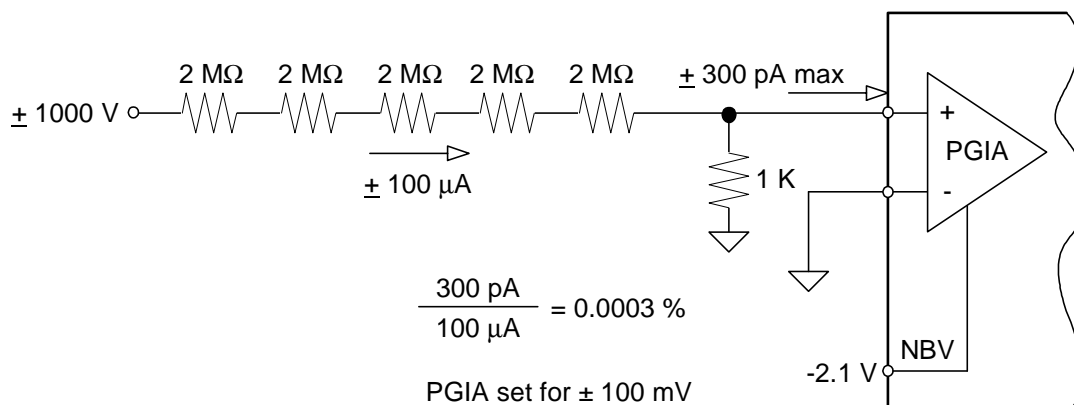 2 MΩ 2 MΩ 2 MΩ 2 MΩ 2 MΩ
± 300 pA max
± 1000 V
+
PGIA
-
± 100 μA
1 K
300 pA
100 μA
= 0.0003 %
NBV
-2.1 V
PGIA set for ± 100 mV